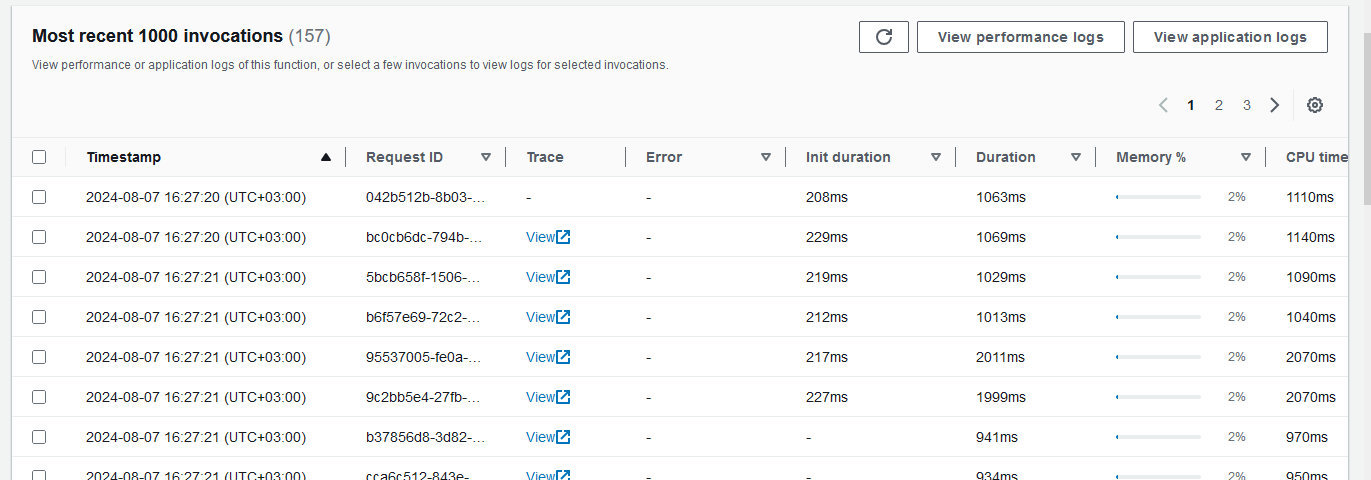 Most recent 1000 invocations (157)
View performance logs
View application logs
View performance or application logs of this function, or select a few invocations to view logs for selected invocations.
1 2 3
Timestamp Request ID Trace Error Init duration Duration Memory % CPU time
2024-08-07 16:27:20 (UTC+03:00) 042b512b-8b03-... - - 208ms 1063ms 2% 1110ms
2024-08-07 16:27:20 (UTC+03:00) bc0cb6dc-794b-... View - 229ms 1069ms 2% 1140ms
2024-08-07 16:27:21 (UTC+03:00) 5bcb658f-1506-... View - 219ms 1029ms 2% 1090ms
2024-08-07 16:27:21 (UTC+03:00) b6f57e69-72c2-... View - 212ms 1013ms 2% 1040ms
2024-08-07 16:27:21 (UTC+03:00) 95537005-fe0a-... View - 217ms 2011ms 2% 2070ms
2024-08-07 16:27:21 (UTC+03:00) 9c2bb5e4-27fb-... View - 227ms 1999ms 2% 2070ms
2024-08-07 16:27:21 (UTC+03:00) b37856d8-3d82-... View - - 941ms 2% 970ms
2024-08-07 16:27:21 (UTC+03:00) cca6c512-843e-... View - - 934ms 2% 950ms